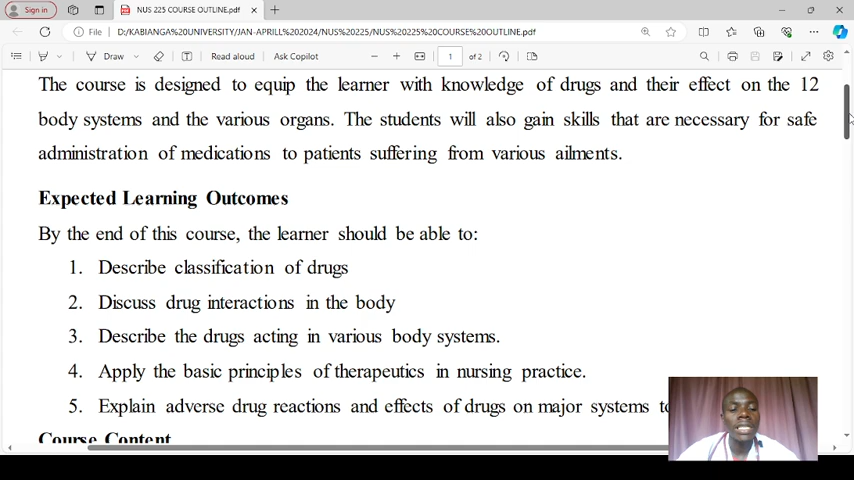 Sign in
NUS 225 COURSE OUTLINE.pdf
File
D:/KABIANGA%20UNIVERSITY/JAN-APRILL%202024/NUS%20225/NUS%20225%20COURSE%20OUTLINE.pdf
Draw
Read aloud
Ask Copilot
1 of 2
The course is designed to equip the learner with knowledge of drugs and their effect on the 12
body systems and the various organs. The students will also gain skills that are necessary for safe
administration of medications to patients suffering from various ailments.
Expected Learning Outcomes
By the end of this course, the learner should be able to:
1. Describe classification of drugs
2. Discuss drug interactions in the body
3. Describe the drugs acting in various body systems.
4. Apply the basic principles of therapeutics in nursing practice.
5. Explain adverse drug reactions and effects of drugs on major systems
Course Content